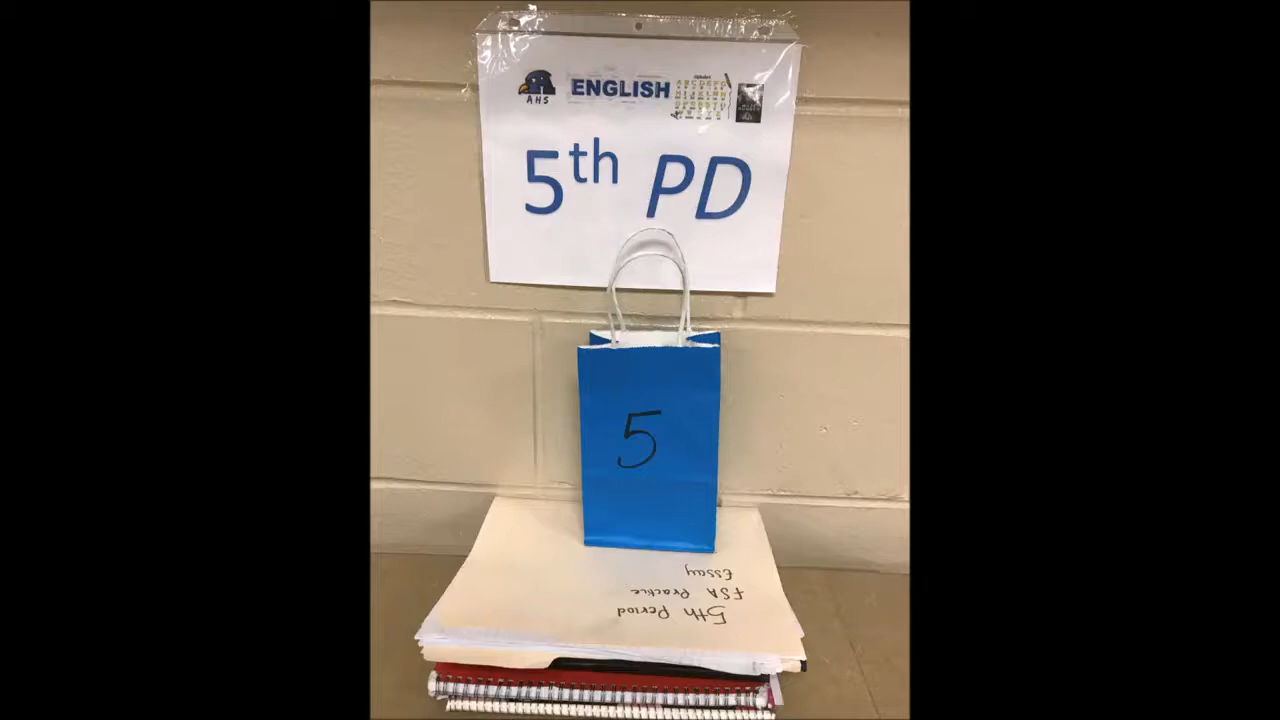 ENGLISH
AHS
5th PD
5
5th Period
FSA Practice
Essay